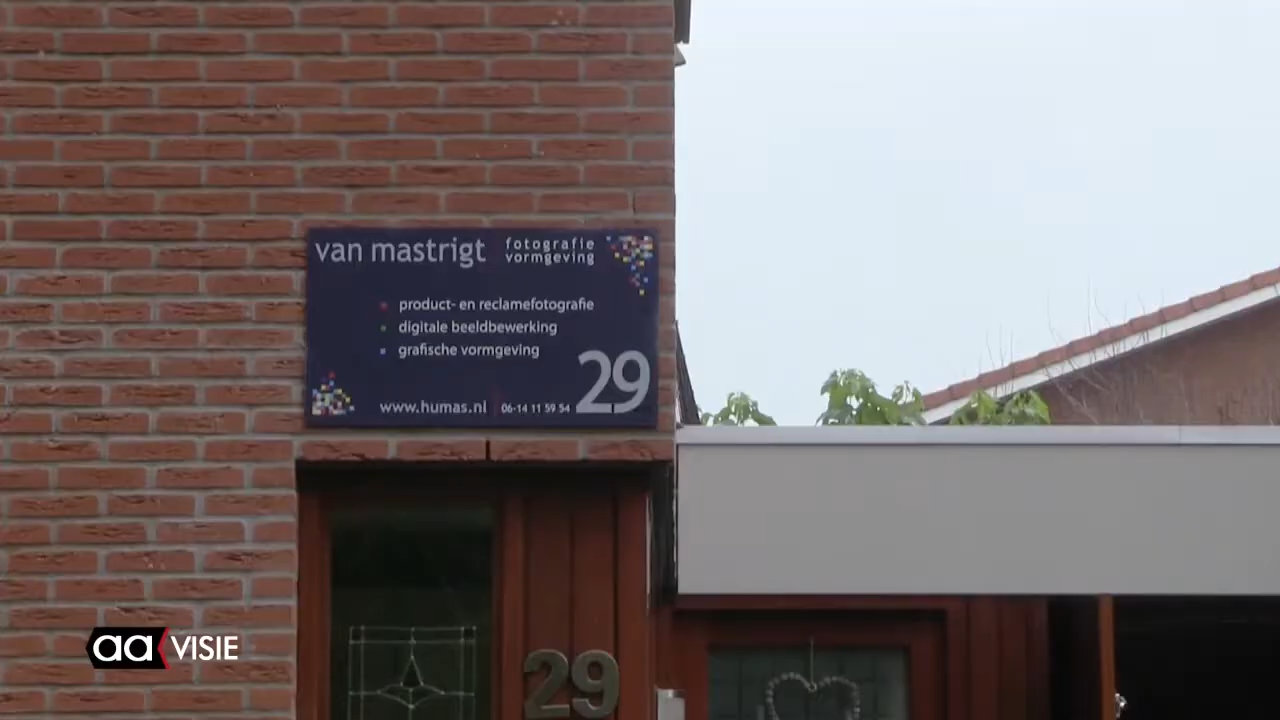 van mastrigt
fotografie
vormgeving
product- en reclamefotografie
digitale beeldbewerking
grafische vormgeving
www.humas.nl
06-14 11 59 54
29
29
aa VISIE